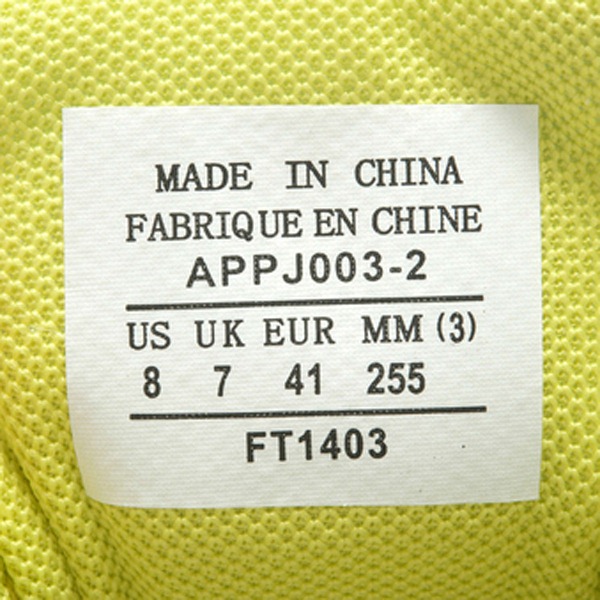 MADE IN CHINA
FABRIQUE EN CHINE
APPJ003-2
US UK EUR MM (3)
8 7 41 255
FT1403